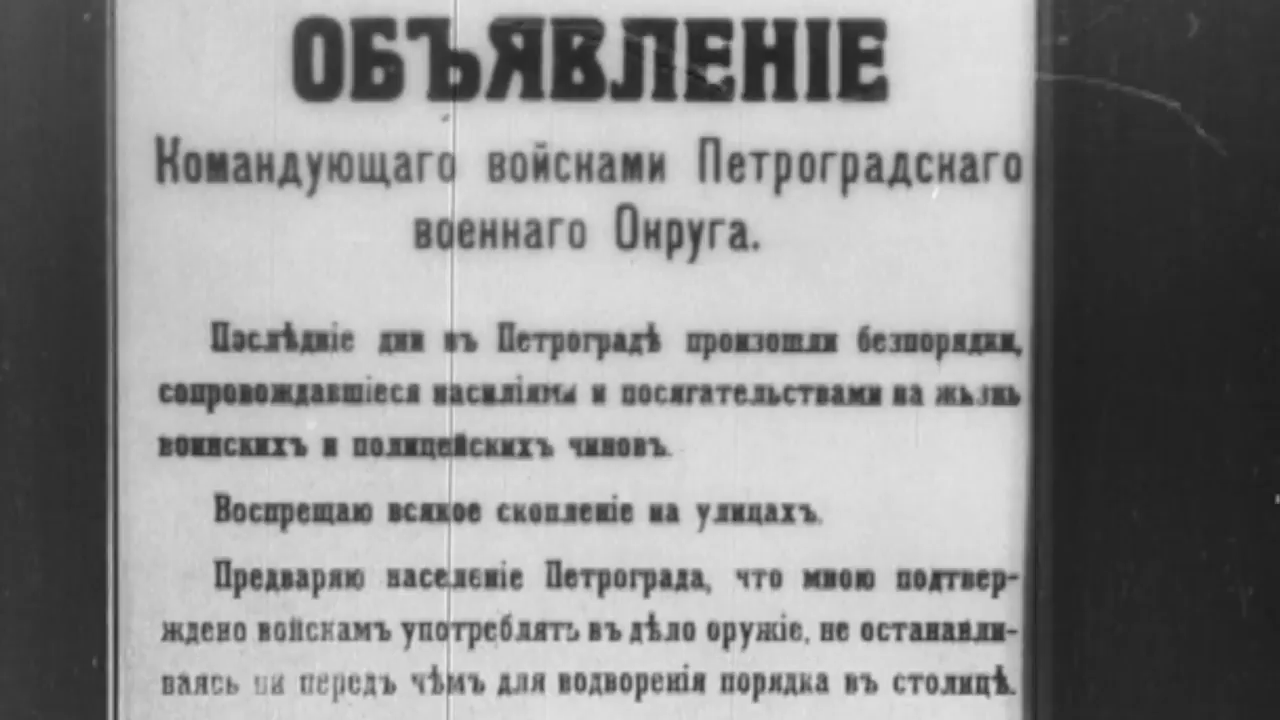 ОБЪЯВЛЕНІЕ
Командующаго войсками Петроградскаго
военнаго Округа.
Послѣдніе дни въ Петроградѣ произошли безпорядки,
сопровождавшіеся насиліями и посягательствами на жизнь
воинскихъ и полицейскихъ чиновъ.
Воспрещаю всякое скопленіе на улицахъ.
Предваряю населеніе Петрограда, что мною подтвер-
ждено войскамъ употреблять въ дѣло оружіе, не останавли-
ваясь ни передъ чѣмъ для водворенія порядка въ столицѣ.